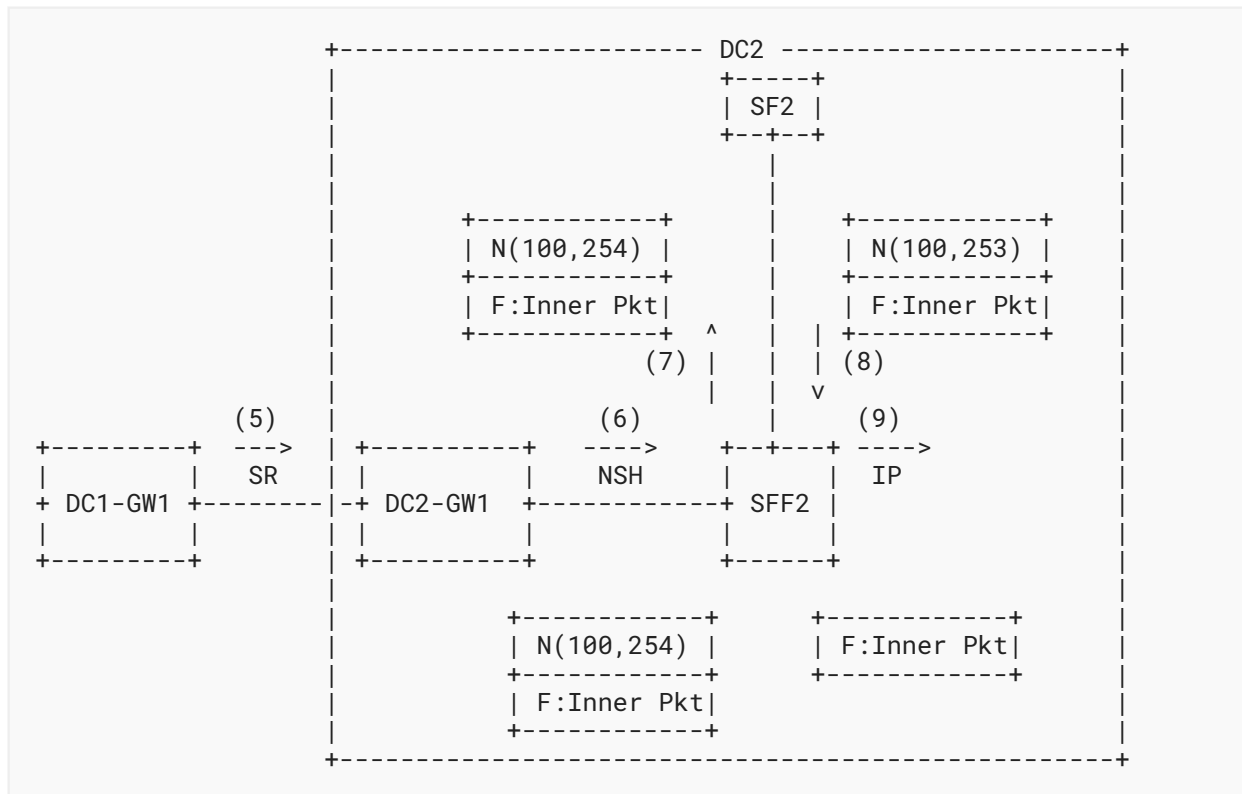 +----------------------- DC2 ----------------------+
| +-----+ |
| | SF2 | |
| +--+--+ |
| | |
| | |
| +------------+ | +------------+ |
| | N(100,254) | | | N(100,253) | |
| +------------+ | +------------+ |
| | F:Inner Pkt| | | F:Inner Pkt| |
| +------------+ ^ | | +------------+ |
| (7) | | | (8) |
| | | v |
(5) | (6) | (9) |
+---------+ ---> | +----------+ ----> +--+---+ ----> |
| | SR | | | NSH | | IP |
+ DC1-GW1 +--------|-+ DC2-GW1 +------------+ SFF2 | |
| | | | | | | |
+---------+ | +----------+ +------+ |
| |
| +------------+ +------------+ |
| | N(100,254) | | F:Inner Pkt| |
| +------------+ +------------+ |
| | F:Inner Pkt| |
| +------------+ |
+--------------------------------------------------+